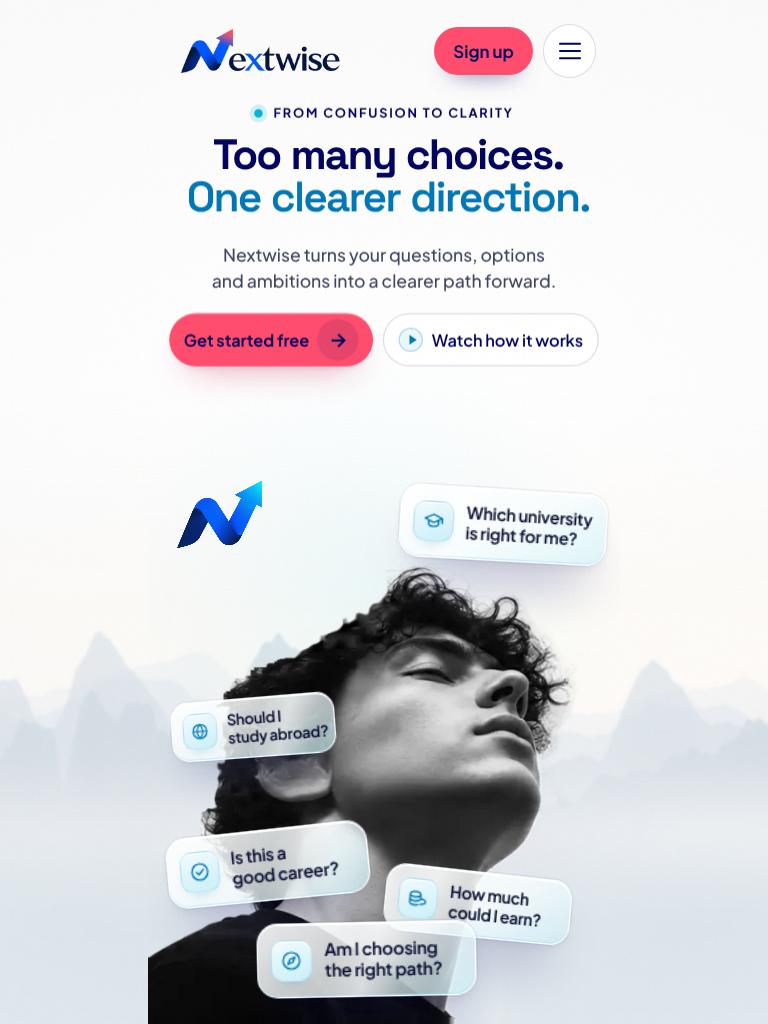 Nextwise
Sign up
FROM CONFUSION TO CLARITY
Too many choices.
One clearer direction.
Nextwise turns your questions, options
and ambitions into a clearer path forward.
Get started free
Watch how it works
Which university
is right for me?
Should I
study abroad?
Is this a
good career?
How much
could I earn?
Am I choosing
the right path?